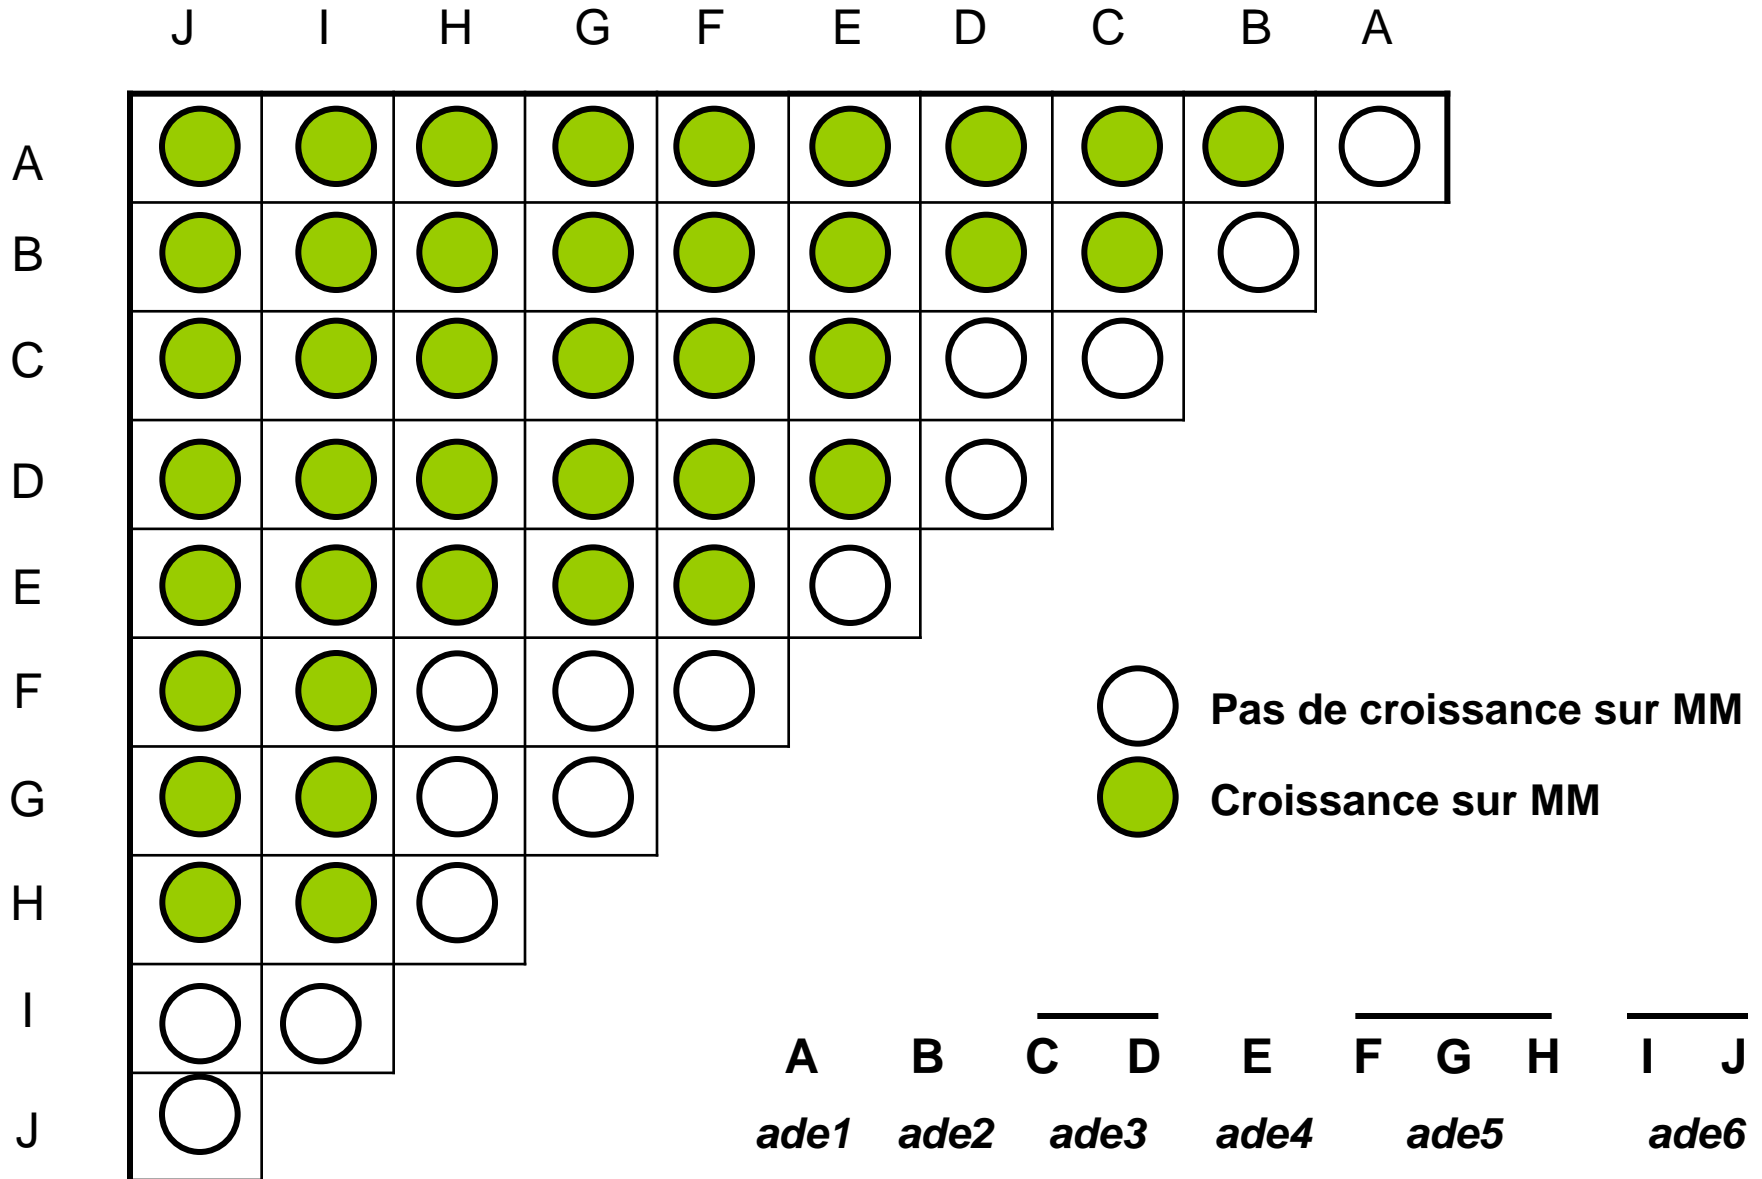 J I H G F E D C B A
A
B
C
D
E
F
Pas de croissance sur MM
G
Croissance sur MM
H
I
A B C D E F G H I J
J
ade1 ade2 ade3 ade4 ade5 ade6